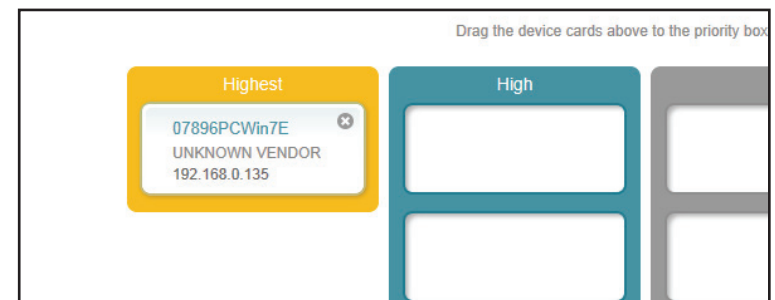 Drag the device cards above to the priority box
Highest
High
07896PCWin7E
UNKNOWN VENDOR
192.168.0.135